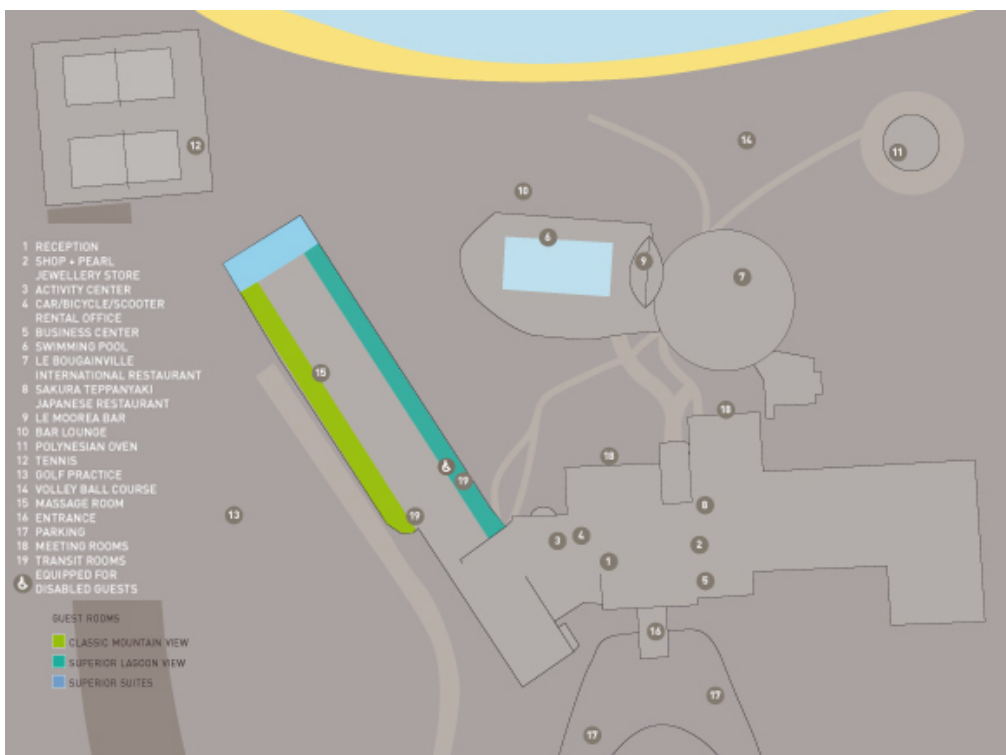 12
14
11
10
6
9
7
1 RECEPTION
2 SHOP + PEARL
JEWELLERY STORE
3 ACTIVITY CENTER
4 CAR/BICYCLE/SCOOTER
RENTAL OFFICE
5 BUSINESS CENTER
6 SWIMMING POOL
7 LE BOUGAINVILLE
INTERNATIONAL RESTAURANT
8 SAKURA TEPPANYAKI
JAPANESE RESTAURANT
9 LE MOOREA BAR
10 BAR LOUNGE
11 POLYNESIAN OVEN
12 TENNIS
13 GOLF PRACTICE
14 VOLLEY BALL COURSE
15 MASSAGE ROOM
16 ENTRANCE
17 PARKING
18 MEETING ROOMS
19 TRANSIT ROOMS
EQUIPPED FOR
DISABLED GUESTS
GUEST ROOMS
CLASSIC MOUNTAIN VIEW
SUPERIOR LAGOON VIEW
SUPERIOR SUITES
15
18
18
19
8
13
19
3
4
2
1
5
16
17
17